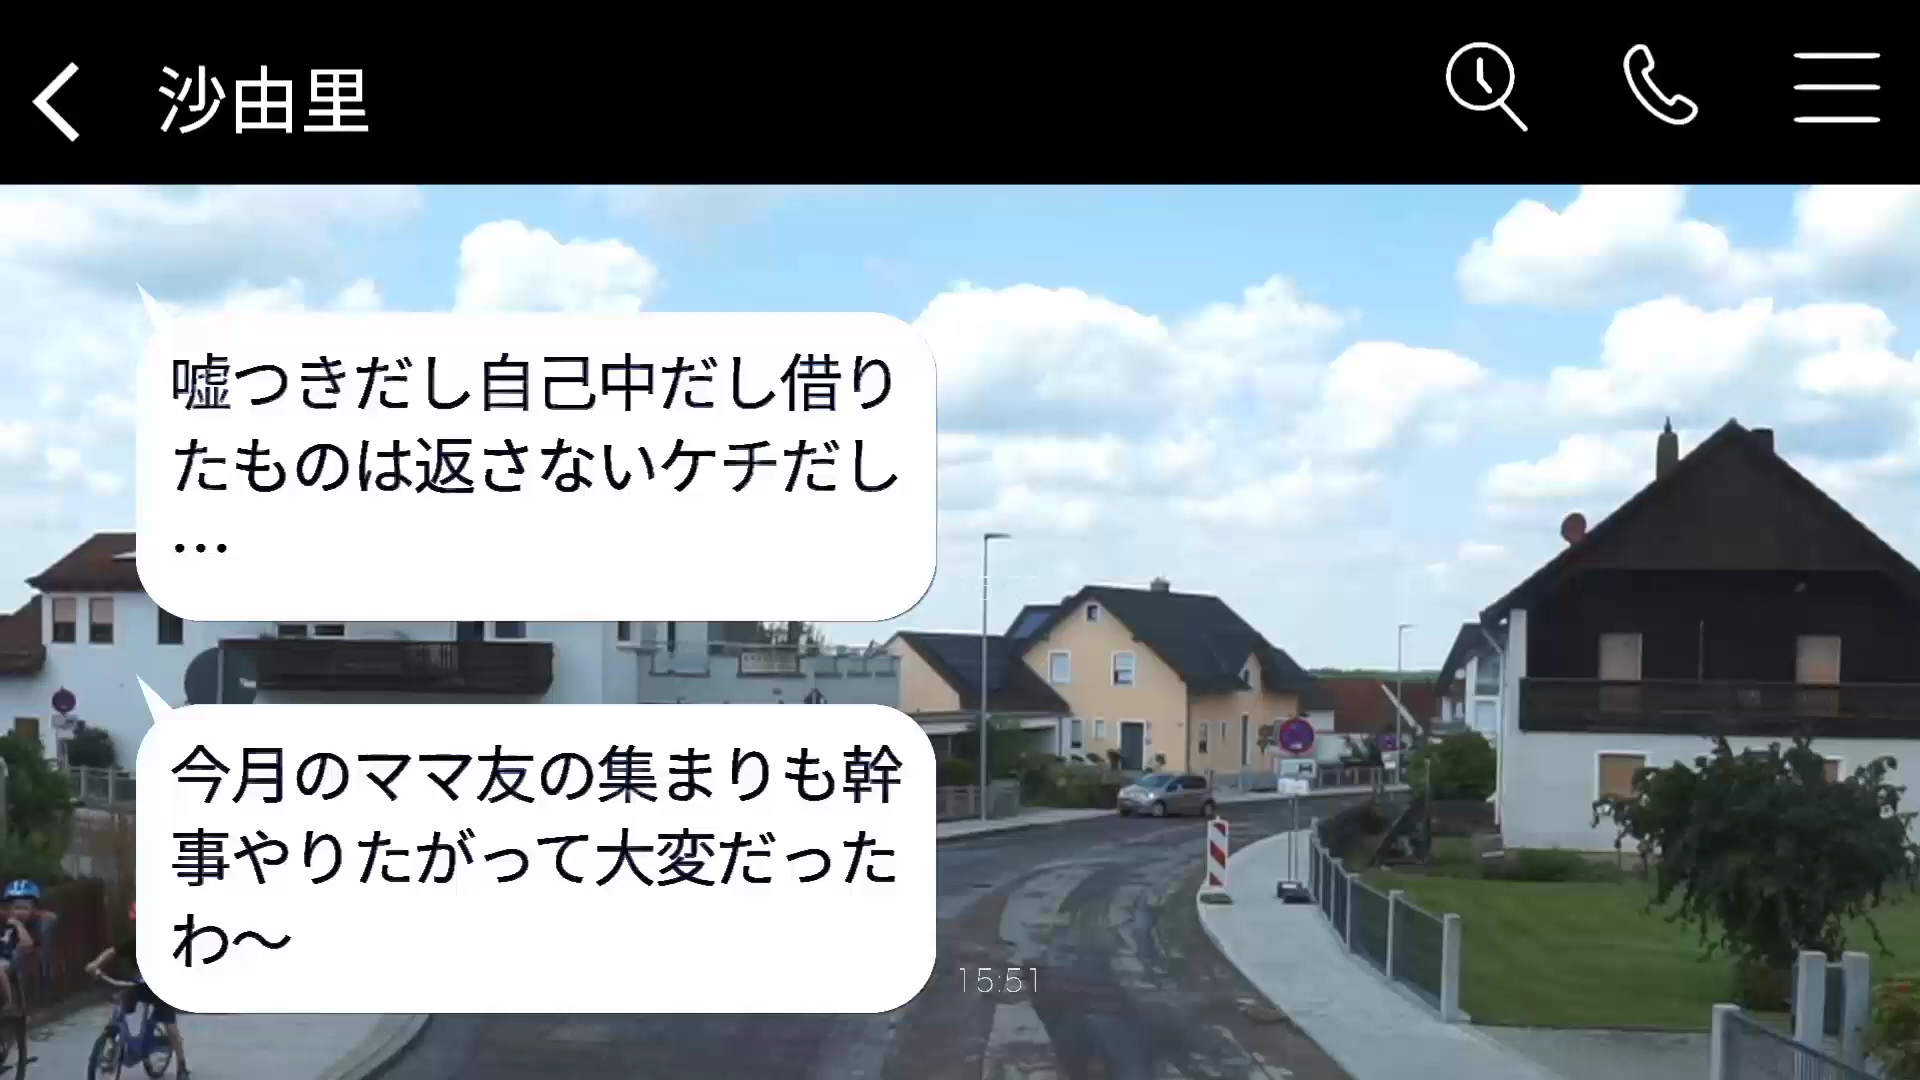 沙由里
嘘つきだし自己中だし借り
たものは返さないケチだし
…
今月のママ友の集まりも幹
事やりたがって大変だった
わ〜
15:51